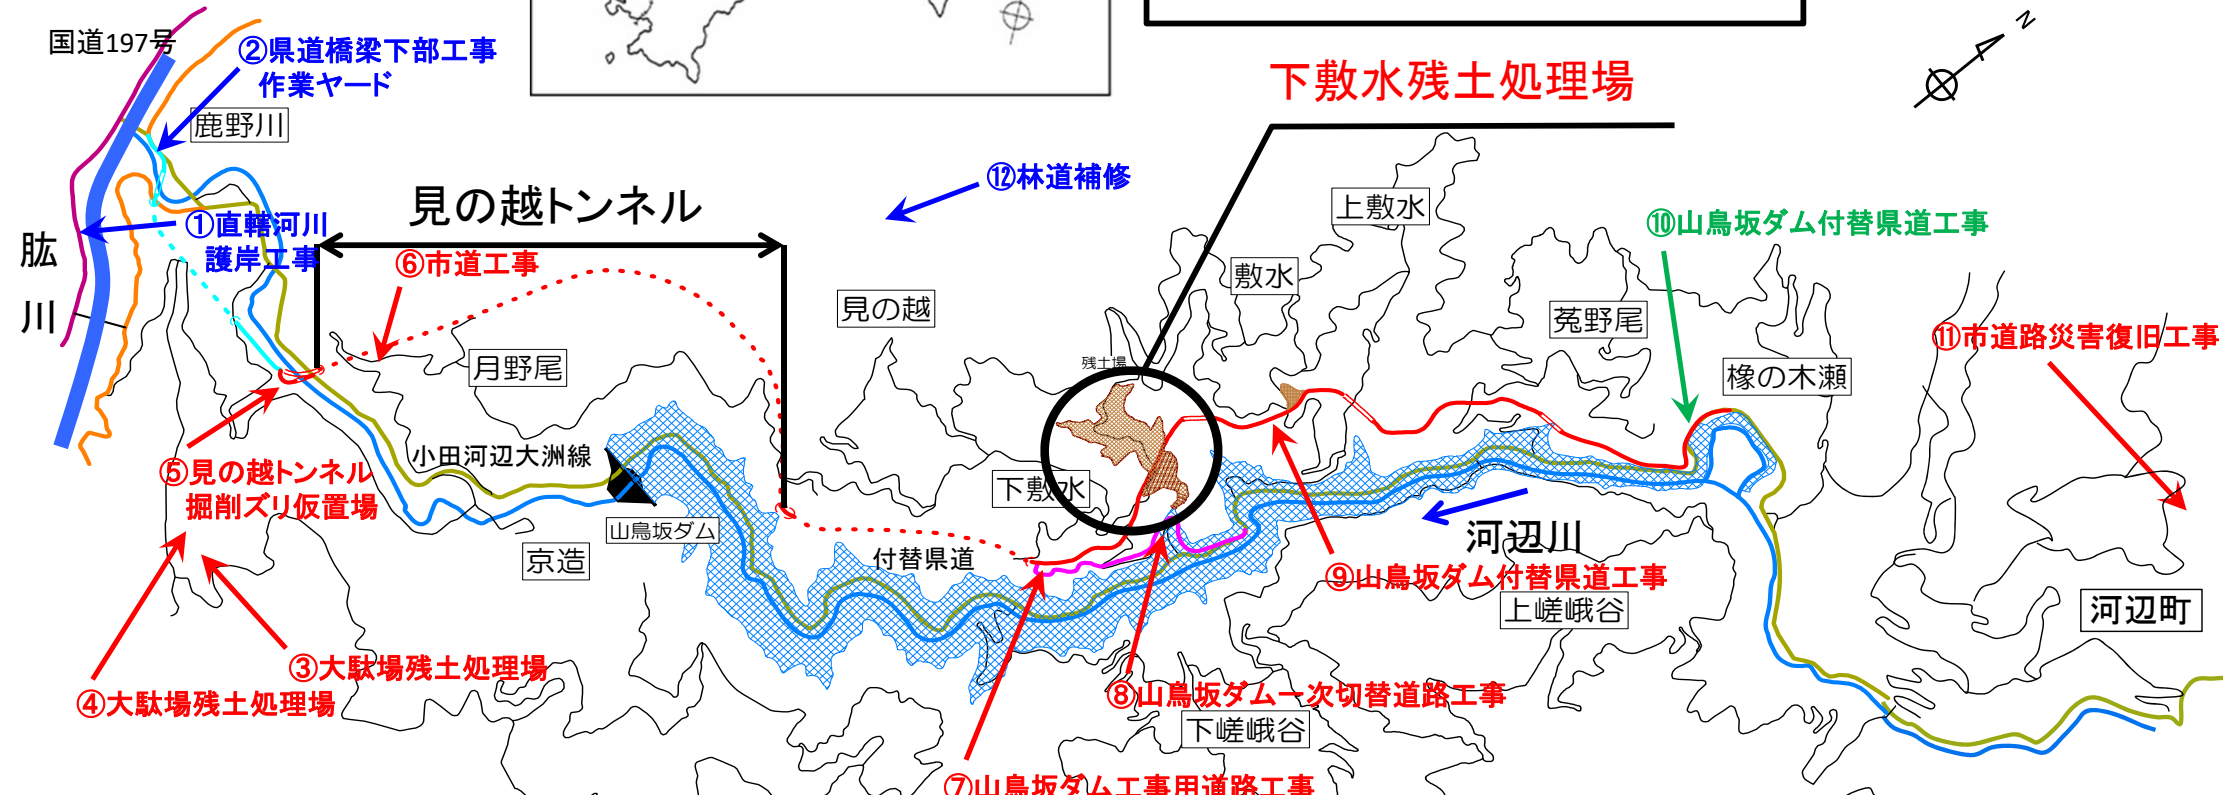 国道197号
②県道橋梁下部工事
作業ヤード
鹿野川
下敷水残土処理場
N
⑫林道補修
見の越トンネル
上敷水
①直轄河川
護岸工事
⑩山鳥坂ダム付替県道工事
肱川
⑥市道工事
敷水
見の越
菟野尾
⑪市道路災害復旧工事
月野尾
残土場
橡の木瀬
小田河辺大洲線
⑤見の越トンネル
掘削ズリ仮置場
下敷水
山鳥坂ダム
河辺川
京造
付替県道
⑨山鳥坂ダム付替県道工事
上嵯峨谷
河辺町
③大駄場残土処理場
④大駄場残土処理場
⑧山鳥坂ダム一次切替道路工事
下嵯峨谷
⑦山鳥坂ダム工事用道路工事